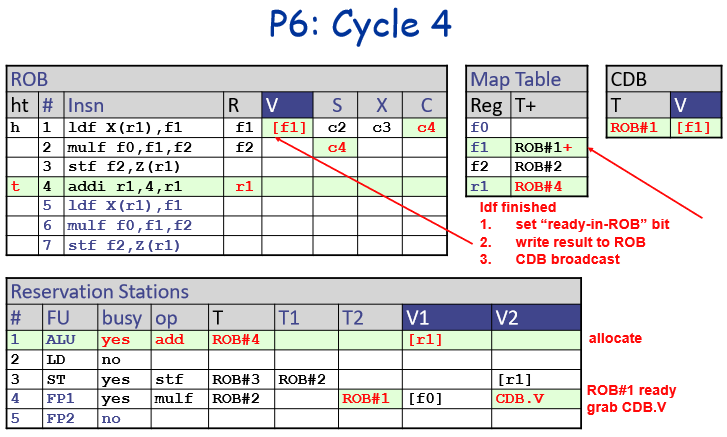 P6: Cycle 4
ROB
ht # Insn R V S X C
h 1 ldf X(r1),f1 f1 [f1] c2 c3 c4
2 mulf f0,f1,f2 f2 c4
3 stf f2,Z(r1)
t 4 addi r1,4,r1 r1
5 ldf X(r1),f1
6 mulf f0,f1,f2
7 stf f2,Z(r1)
Map Table
Reg T+
f0
f1 ROB#1+
f2 ROB#2
r1 ROB#4
CDB
T V
ROB#1 [f1]
ldf finished
1. set “ready-in-ROB” bit
2. write result to ROB
3. CDB broadcast
Reservation Stations
# FU busy op T T1 T2 V1 V2
1 ALU yes add ROB#4 [r1]
2 LD no
3 ST yes stf ROB#3 ROB#2 [r1]
4 FP1 yes mulf ROB#2 ROB#1 [f0] CDB.V
5 FP2 no
allocate
ROB#1 ready
grab CDB.V